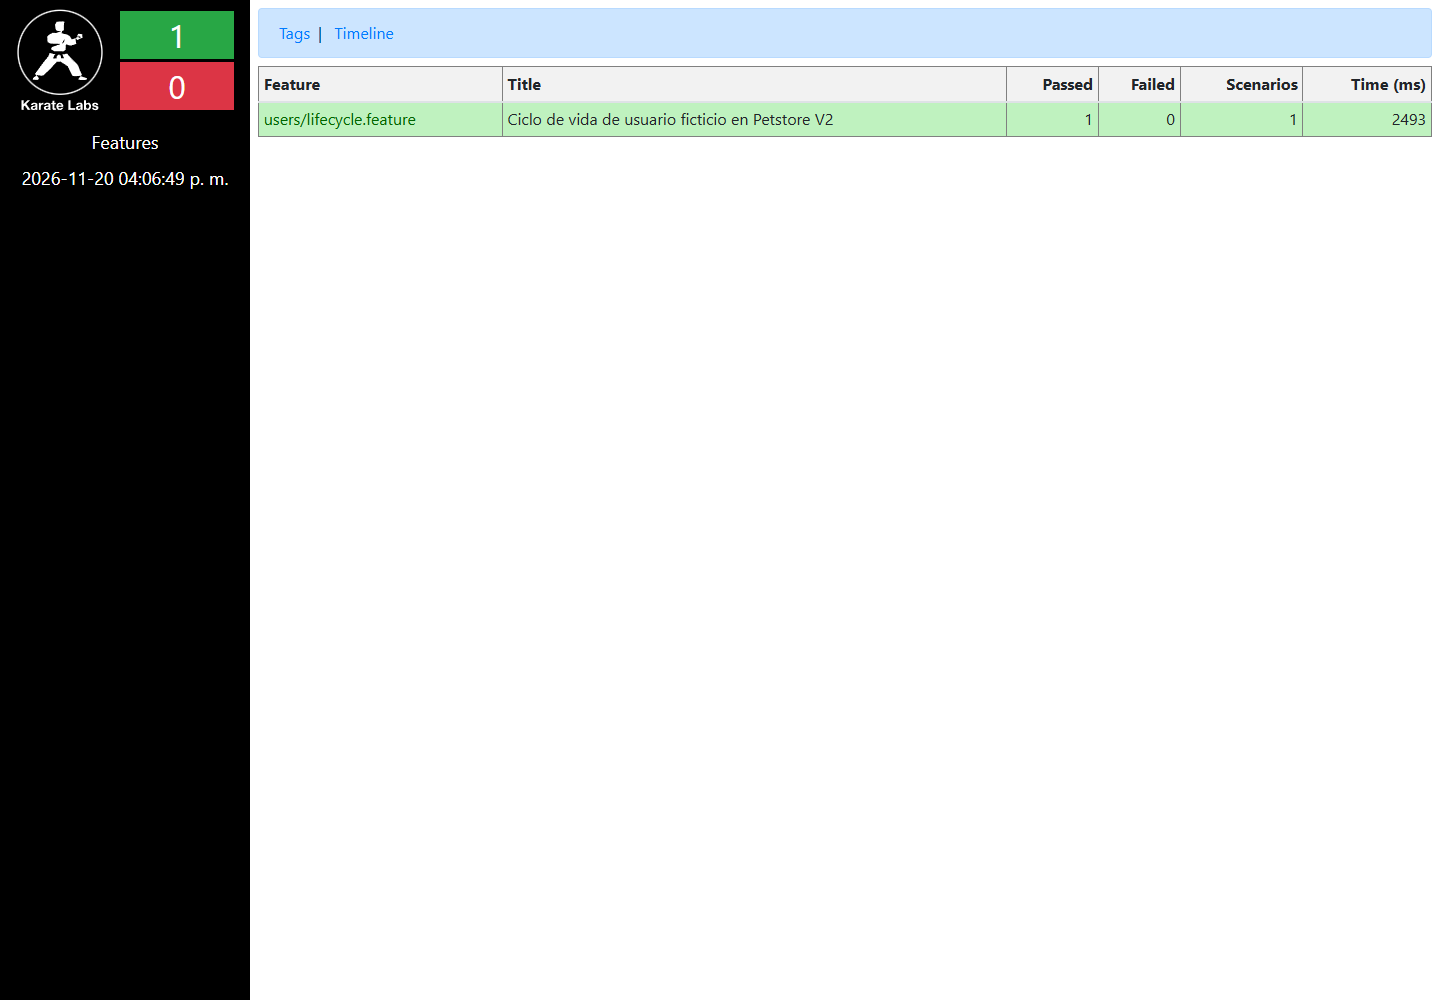 Karate Labs
1
0
Features
2026-11-20 04:06:49 p. m.
Tags | Timeline
Feature Title Passed Failed Scenarios Time (ms)
users/lifecycle.feature Ciclo de vida de usuario ficticio en Petstore V2 1 0 1 2493